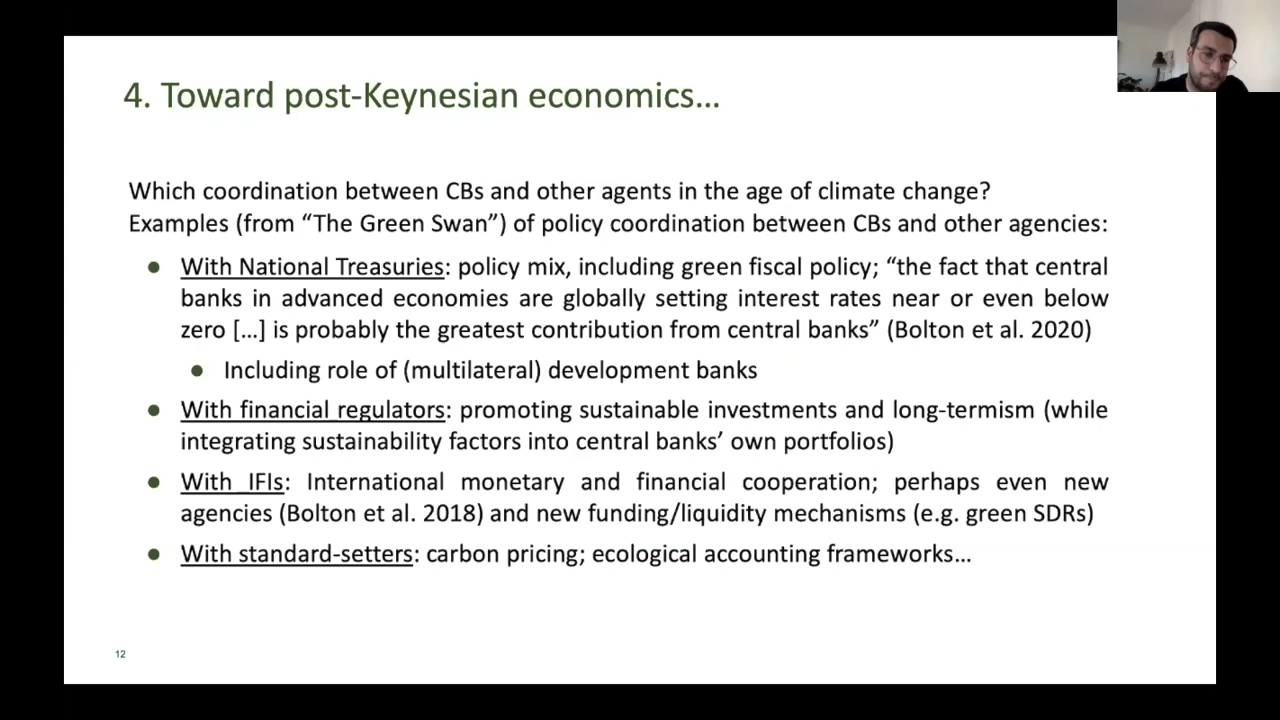 4. Toward post-Keynesian economics…
Which coordination between CBs and other agents in the age of climate change?
Examples (from “The Green Swan”) of policy coordination between CBs and other agencies:
● With National Treasuries: policy mix, including green fiscal policy; “the fact that central
banks in advanced economies are globally setting interest rates near or even below
zero […] is probably the greatest contribution from central banks” (Bolton et al. 2020)
● Including role of (multilateral) development banks
● With financial regulators: promoting sustainable investments and long-termism (while
integrating sustainability factors into central banks’ own portfolios)
● With IFIs: International monetary and financial cooperation; perhaps even new
agencies (Bolton et al. 2018) and new funding/liquidity mechanisms (e.g. green SDRs)
● With standard-setters: carbon pricing; ecological accounting frameworks…
12